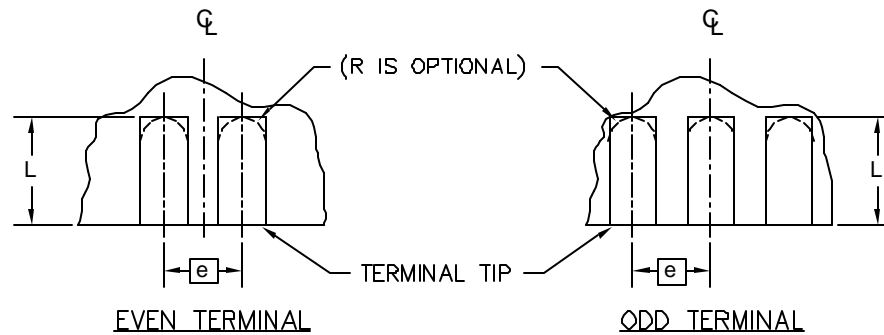 ℄ ℄
(R IS OPTIONAL)
L L
e e
TERMINAL TIP
EVEN TERMINAL ODD TERMINAL